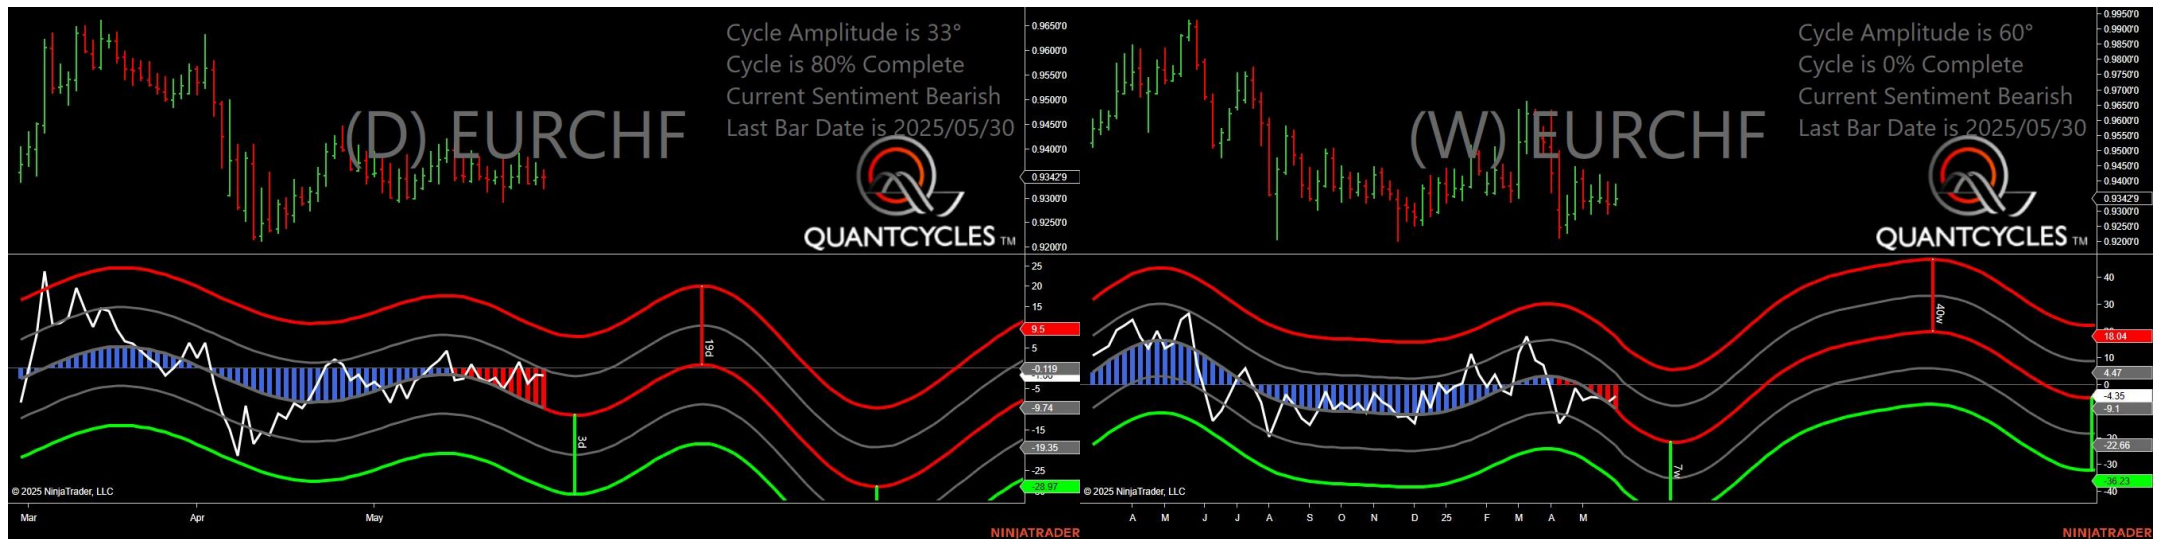 Cycle Amplitude is 33°
Cycle is 80% Complete
Current Sentiment Bearish
Last Bar Date is 2025/05/30
(D) EURCHF
QUANTCYCLES TM
0.9650'0
0.9600'0
0.9550'0
0.9500'0
0.9450'0
0.9400'0
0.9342'9
0.9300'0
0.9250'0
0.9200'0
25
20
15
9.5
5
-0.119
-5
-9.74
-15
-19.35
-25
-28.97
19d
3d
© 2025 NinjaTrader, LLC
Mar Apr May
NINJATRADER
Cycle Amplitude is 60°
Cycle is 0% Complete
Current Sentiment Bearish
Last Bar Date is 2025/05/30
(W) EURCHF
QUANTCYCLES TM
0.9950'0
0.9900'0
0.9850'0
0.9800'0
0.9750'0
0.9700'0
0.9650'0
0.9600'0
0.9550'0
0.9500'0
0.9450'0
0.9400'0
0.9342'9
0.9300'0
0.9250'0
0.9200'0
40
30
18.04
10
4.47
0
-4.35
-9.1
-22.66
-30
-36.23
-40
40w
7w
© 2025 NinjaTrader, LLC
A M J J A S O N D 25 F M A M
NINJATRADER